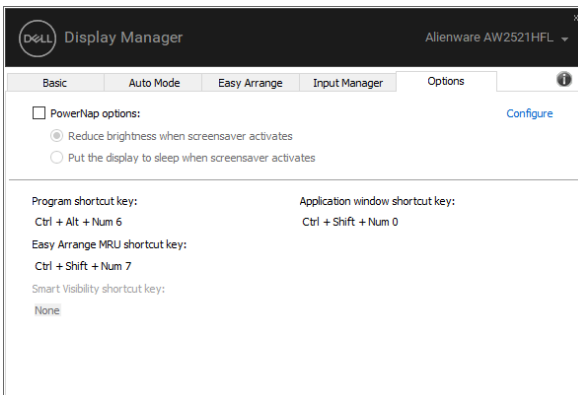 DELL Display Manager
Alienware AW2521HFL
Basic Auto Mode Easy Arrange Input Manager Options
PowerNap options: Configure
Reduce brightness when screensaver activates
Put the display to sleep when screensaver activates
Program shortcut key: Application window shortcut key:
Ctrl + Alt + Num 6 Ctrl + Shift + Num 0
Easy Arrange MRU shortcut key:
Ctrl + Shift + Num 7
Smart Visibility shortcut key:
None